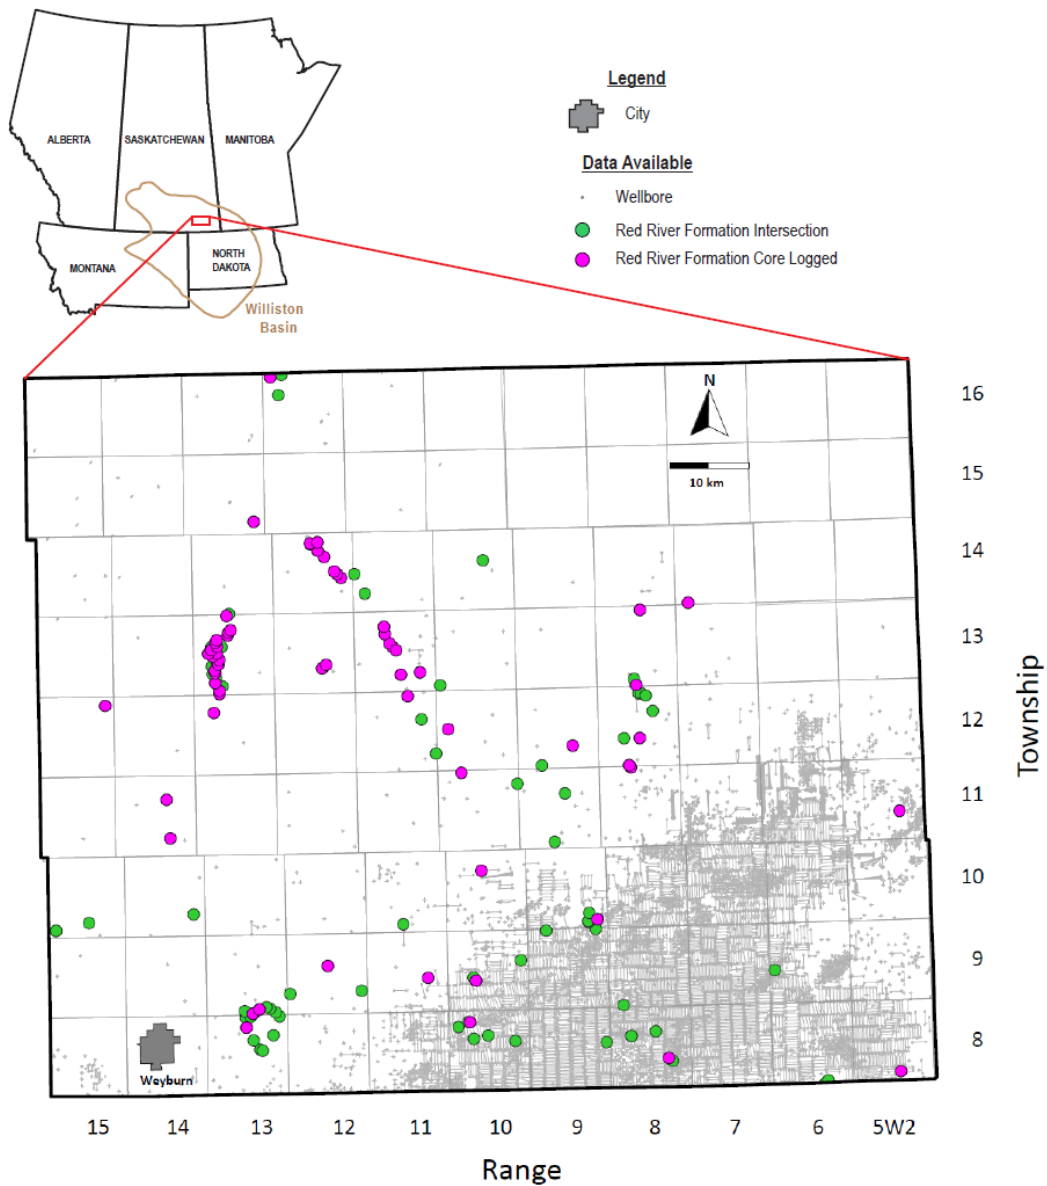 Legend
City
Data Available
Wellbore
Red River Formation Intersection
Red River Formation Core Logged
ALBERTA
SASKATCHEWAN
MANITOBA
MONTANA
NORTH
DAKOTA
Williston
Basin
N
10 km
16
15
14
13
12
11
10
9
8
Township
Weyburn
15 14 13 12 11 10 9 8 7 6 5W2
Range